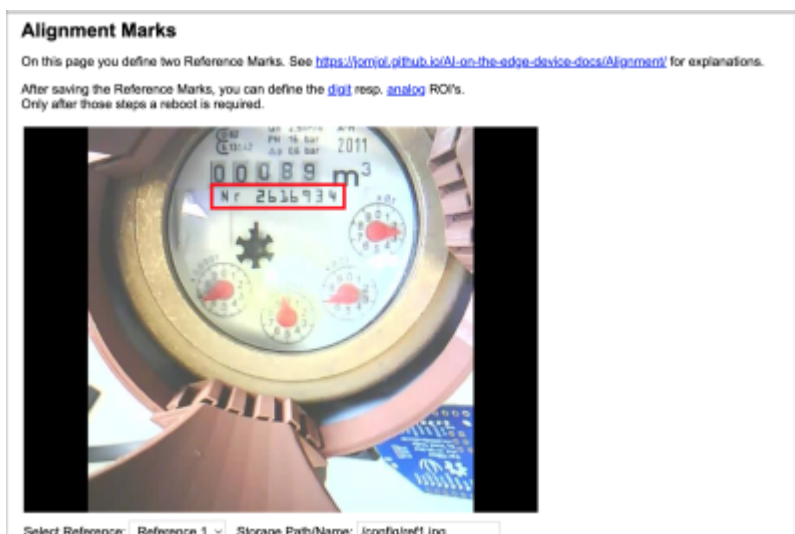 Alignment Marks
On this page you define two Reference Marks. See https://jomjol.github.io/AI-on-the-edge-device-docs/Alignment/ for explanations.
After saving the Reference Marks, you can define the digit resp. analog ROI's.
Only after those steps a reboot is required.
PN 16 bar
2011
00089 m³
Nr 2616934
Select Reference: Reference 1 Storage Path/Name: /config/ref1.jpg